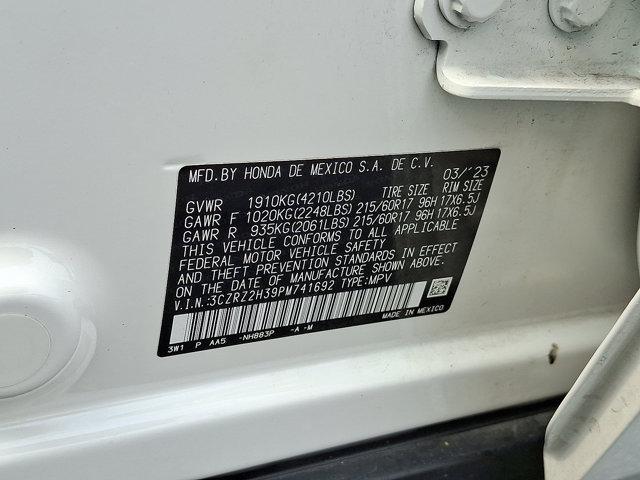 MFD.BY HONDA DE MEXICO S.A. DE C.V. 03/'23
GVWR 1910KG(4210LBS) TIRE SIZE RIM SIZE
GAWR F 1020KG(2248LBS) 215/60R17 96H 17X6.5J
GAWR R 935KG(2061LBS) 215/60R17 96H 17X6.5J
THIS VEHICLE CONFORMS TO ALL APPLICABLE
FEDERAL MOTOR VEHICLE SAFETY
AND THEFT PREVENTION STANDARDS IN EFFECT
ON THE DATE OF MANUFACTURE SHOWN ABOVE.
V.I.N.:3CZRZ2H39PM741692 TYPE:MPV
3W1 P AA5 -NH883P -A -M MADE IN MEXICO